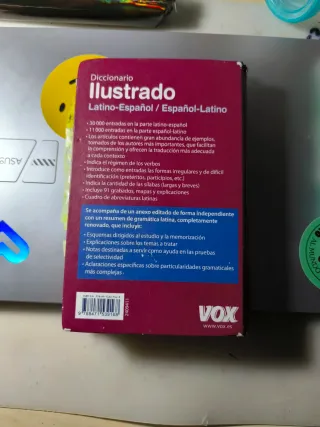 Diccionario
Ilustrado
Latino-Español / Español-Latino
• 30 000 entradas en la parte latino-español
• 11 000 entradas en la parte español-latino
• Los artículos contienen gran abundancia de ejemplos,
tomados de los autores más importantes, que facilitan
la comprensión y ofrecen la traducción más adecuada
a cada contexto
• Indica el régimen de los verbos
• Introduce como entradas las formas irregulares y de difícil
identificación (pretéritos, participios, etc.)
• Indica la cantidad de las sílabas (largas y breves)
• Incluye 91 grabados, mapas y explicaciones
• Cuadro de abreviaturas latinas
Se acompaña de un anexo editado de forma independiente
con un resumen de gramática latina, completamente
renovado, que incluye:
• Esquemas dirigidos al estudio y la memorización
• Explicaciones sobre los temas a tratar
• Notas destinadas a servir como ayuda en las pruebas
de selectividad
• Aclaraciones específicas sobre particularidades gramaticales
más complejas
VOX
www.vox.es
ASUS